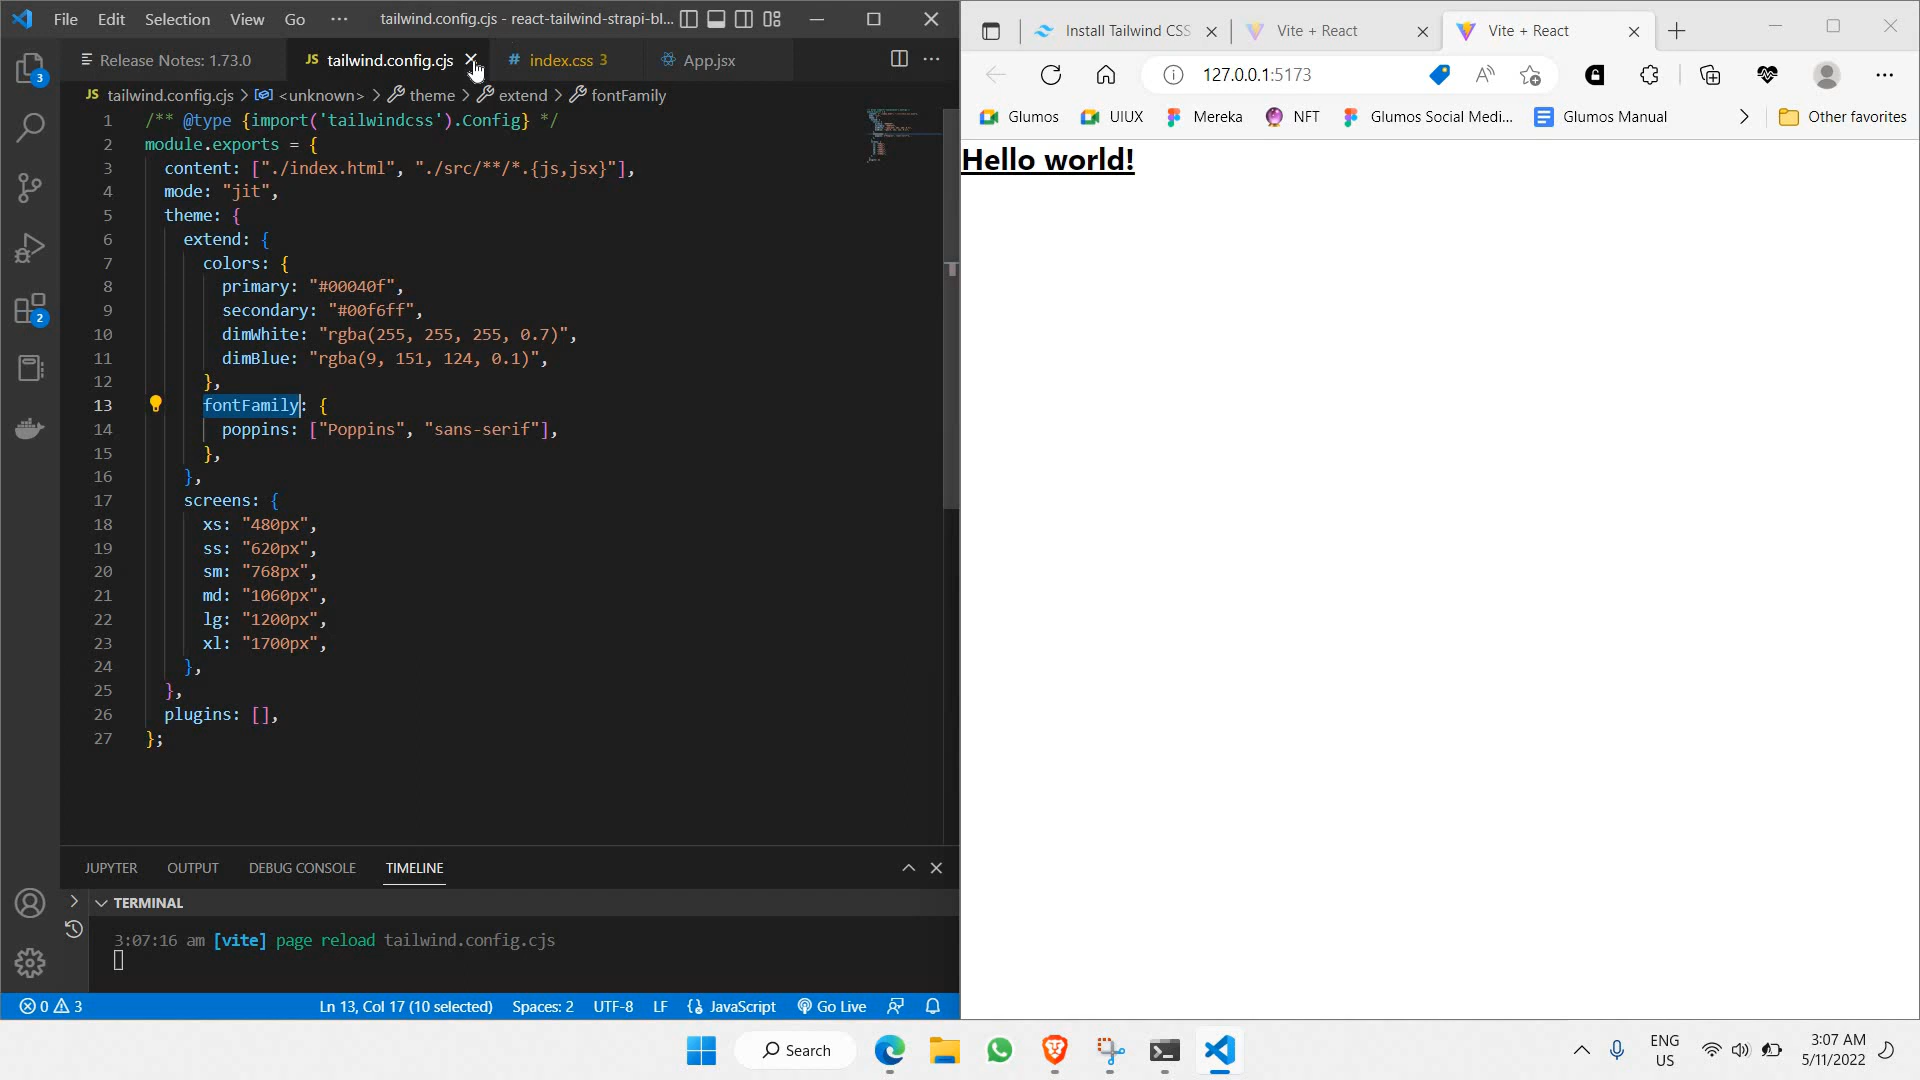 File Edit Selection View Go ··· tailwind.config.cjs - react-tailwind-strapi-bl...
Release Notes: 1.73.0 JS tailwind.config.cjs # index.css 3 App.jsx
JS tailwind.config.cjs > <unknown> > theme > extend > fontFamily
1 /** @type {import('tailwindcss').Config} */
2 module.exports = {
3 content: ["./index.html", "./src/**/*.{js,jsx}"],
4 mode: "jit",
5 theme: {
6 extend: {
7 colors: {
8 primary: "#00040f",
9 secondary: "#00f6ff",
10 dimWhite: "rgba(255, 255, 255, 0.7)",
11 dimBlue: "rgba(9, 151, 124, 0.1)",
12 },
13 fontFamily: {
14 poppins: ["Poppins", "sans-serif"],
15 },
16 },
17 screens: {
18 xs: "480px",
19 ss: "620px",
20 sm: "768px",
21 md: "1060px",
22 lg: "1200px",
23 xl: "1700px",
24 },
25 },
26 plugins: [],
27 };
JUPYTER OUTPUT DEBUG CONSOLE TIMELINE
TERMINAL
3:07:16 am [vite] page reload tailwind.config.cjs
0 3 Ln 13, Col 17 (10 selected) Spaces: 2 UTF-8 LF JavaScript Go Live
3
2
Install Tailwind CSS Vite + React Vite + React
127.0.0.1:5173
Glumos UIUX Mereka NFT Glumos Social Medi... Glumos Manual Other favorites
Hello world!
Search
ENG
US
3:07 AM
5/11/2022